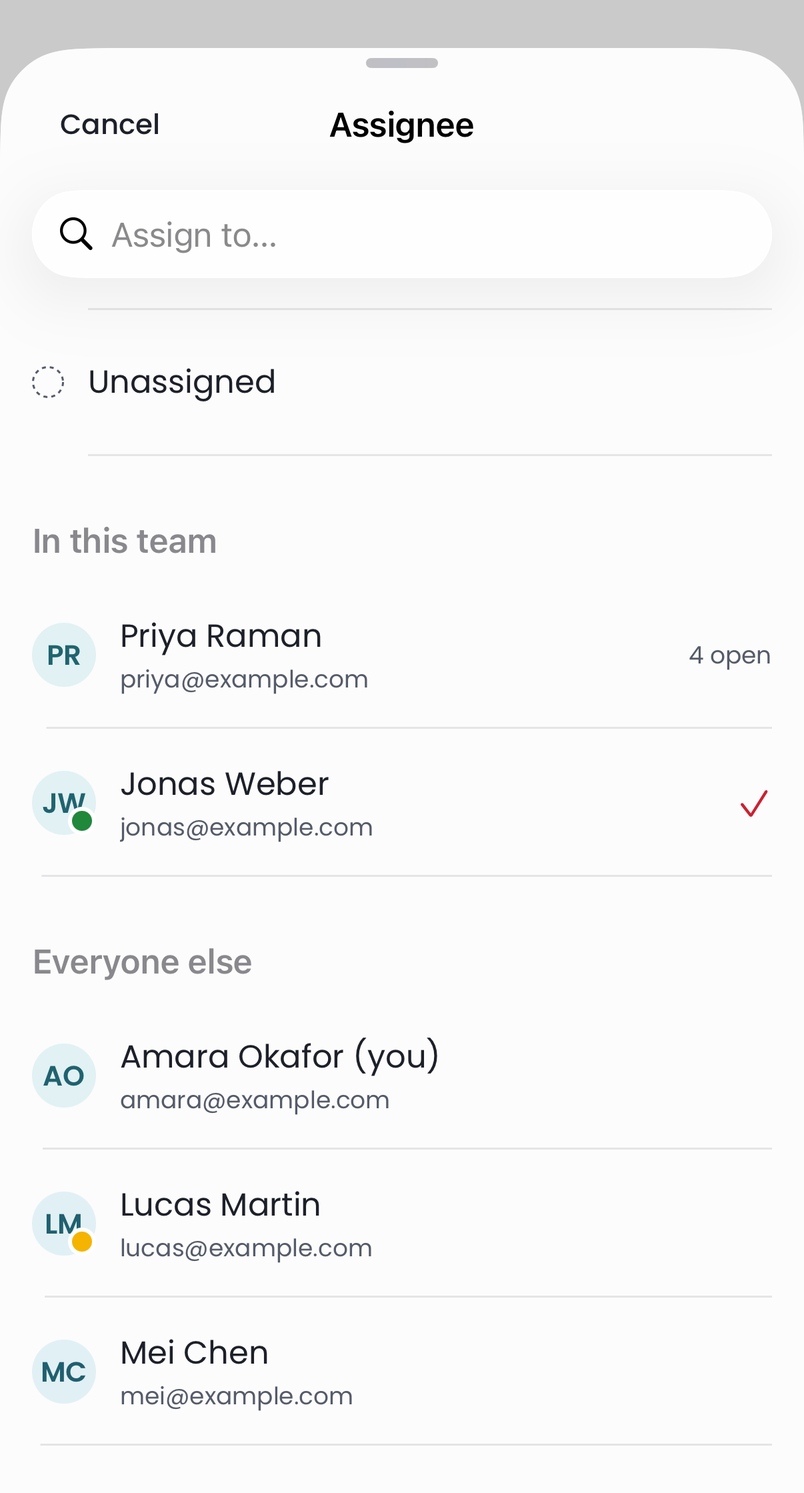 Cancel
Assignee
Assign to...
Unassigned
In this team
PR
Priya Raman
priya@example.com
4 open
JW
Jonas Weber
jonas@example.com
Everyone else
AO
Amara Okafor (you)
amara@example.com
LM
Lucas Martin
lucas@example.com
MC
Mei Chen
mei@example.com